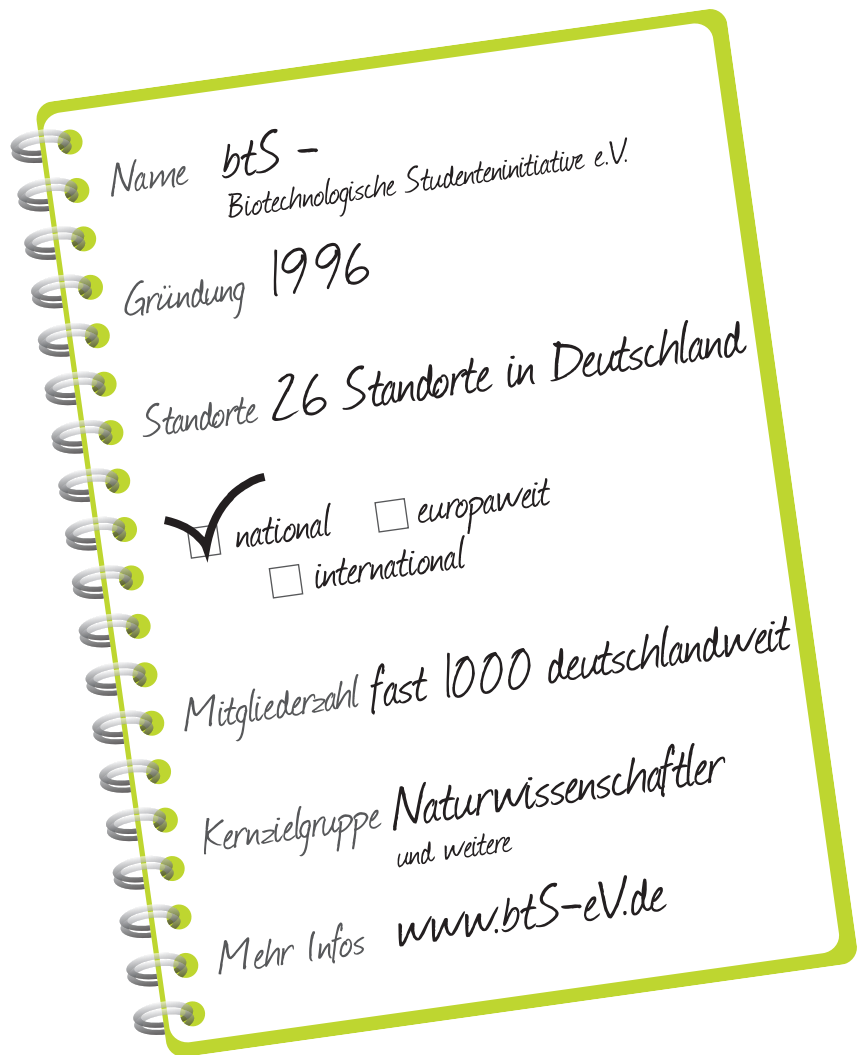 Name btS -
Biotechnologische Studenteninitiative e.V.
Gründung 1996
Standorte 26 Standorte in Deutschland
national europaweit
international
Mitgliederzahl fast 1000 deutschlandweit
Kernzielgruppe Naturwissenschaftler
und weitere
Mehr Infos www.btS-eV.de